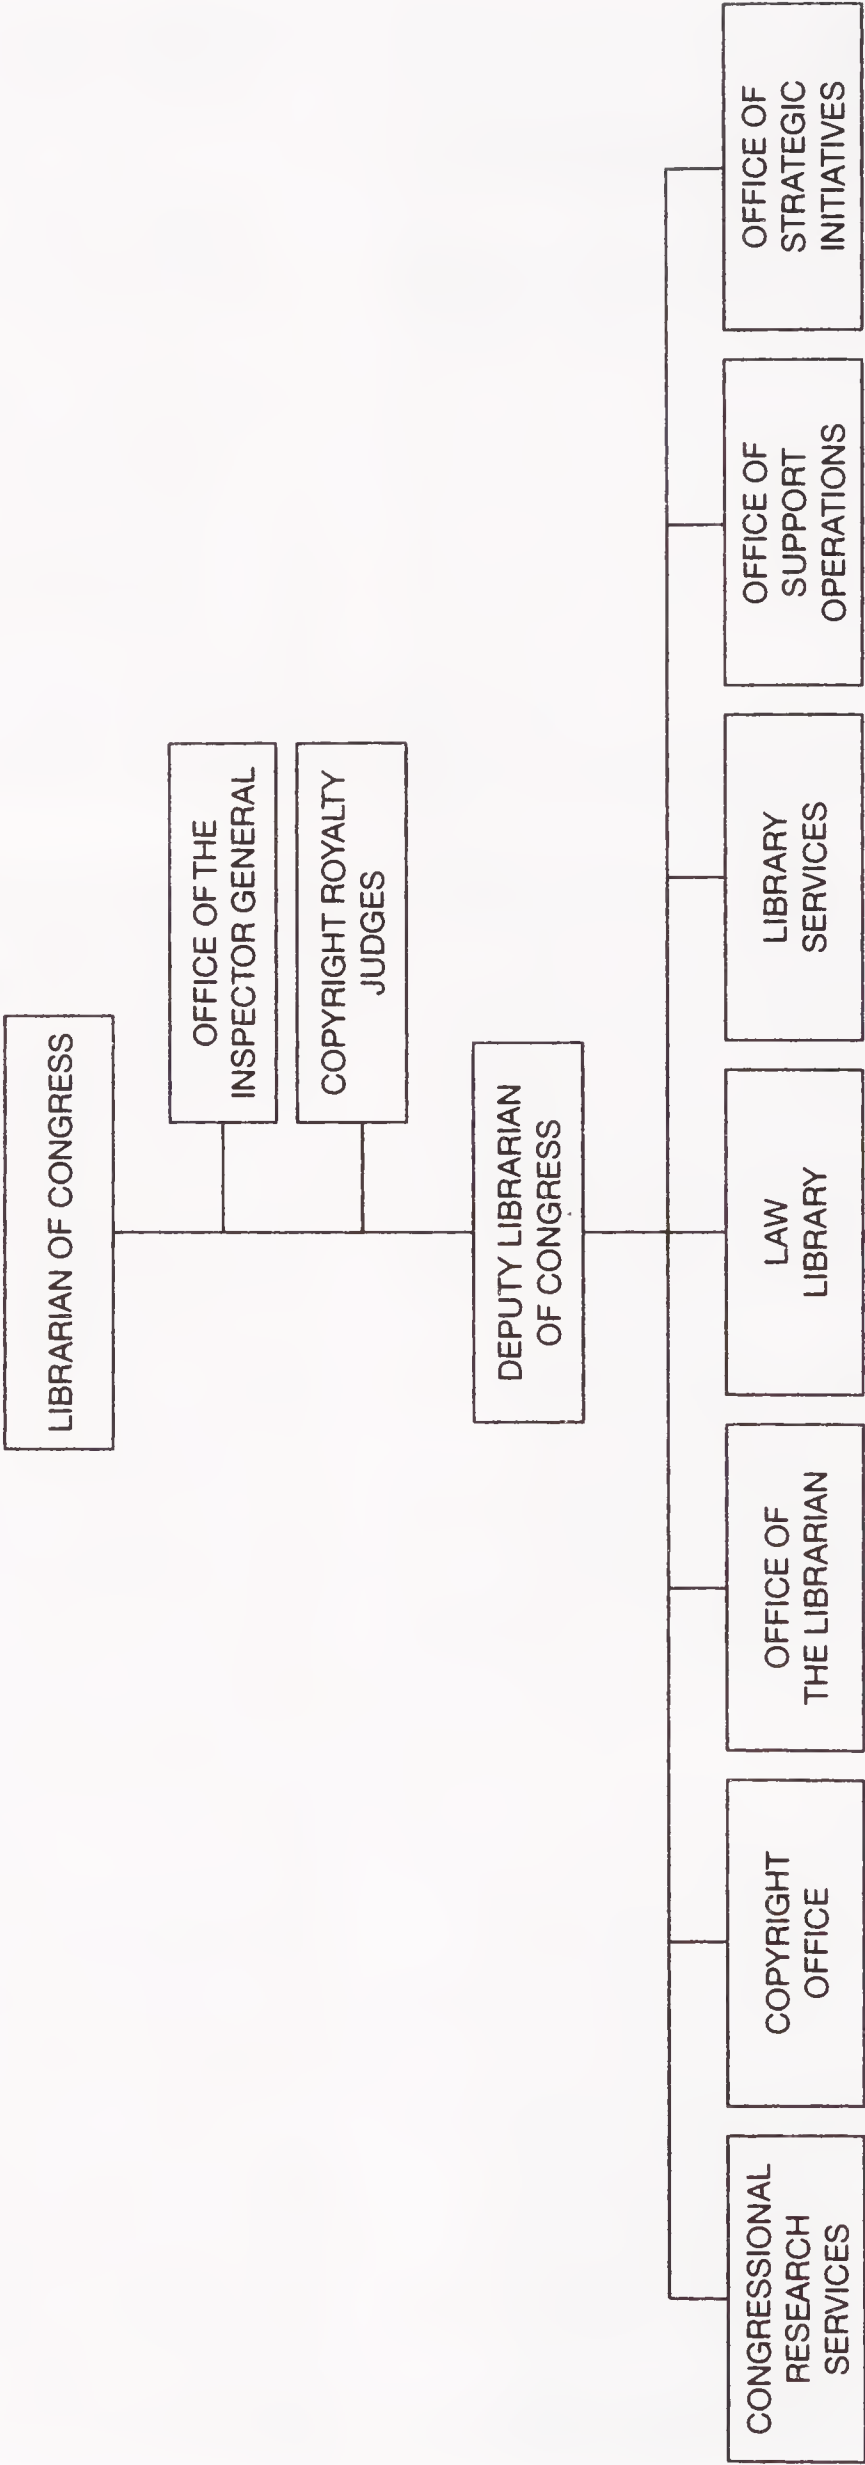 LIBRARIAN OF CONGRESS
OFFICE OF THE
INSPECTOR GENERAL
COPYRIGHT ROYALTY
JUDGES
DEPUTY LIBRARIAN
OF CONGRESS
CONGRESSIONAL
RESEARCH
SERVICES
COPYRIGHT
OFFICE
OFFICE OF
THE LIBRARIAN
LAW
LIBRARY
LIBRARY
SERVICES
OFFICE OF
SUPPORT
OPERATIONS
OFFICE OF
STRATEGIC
INITIATIVES